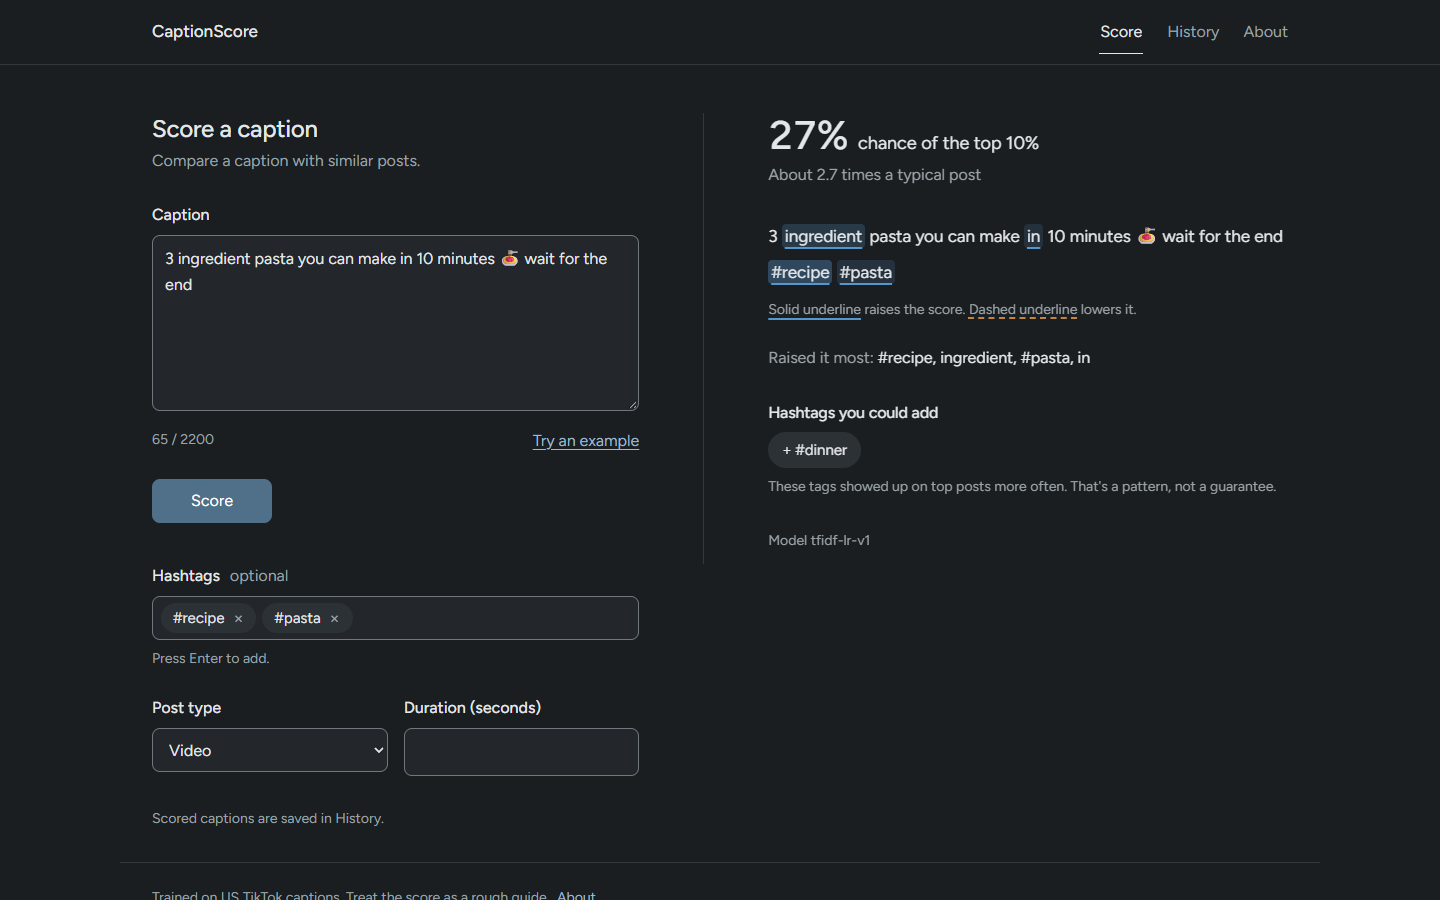 CaptionScore
Score History About
Score a caption
Compare a caption with similar posts.
Caption
3 ingredient pasta you can make in 10 minutes 🍝 wait for the
end
65 / 2200
Try an example
Score
Hashtags optional
#recipe ×
#pasta ×
Press Enter to add.
Post type
Duration (seconds)
Video
Scored captions are saved in History.
27% chance of the top 10%
About 2.7 times a typical post
3 ingredient pasta you can make in 10 minutes 🍝 wait for the end
#recipe #pasta
Solid underline raises the score. Dashed underline lowers it.
Raised it most: #recipe, ingredient, #pasta, in
Hashtags you could add
+ #dinner
These tags showed up on top posts more often. That's a pattern, not a guarantee.
Model tfidf-lr-v1
Trained on US TikTok captions. Treat the score as a rough guide. About